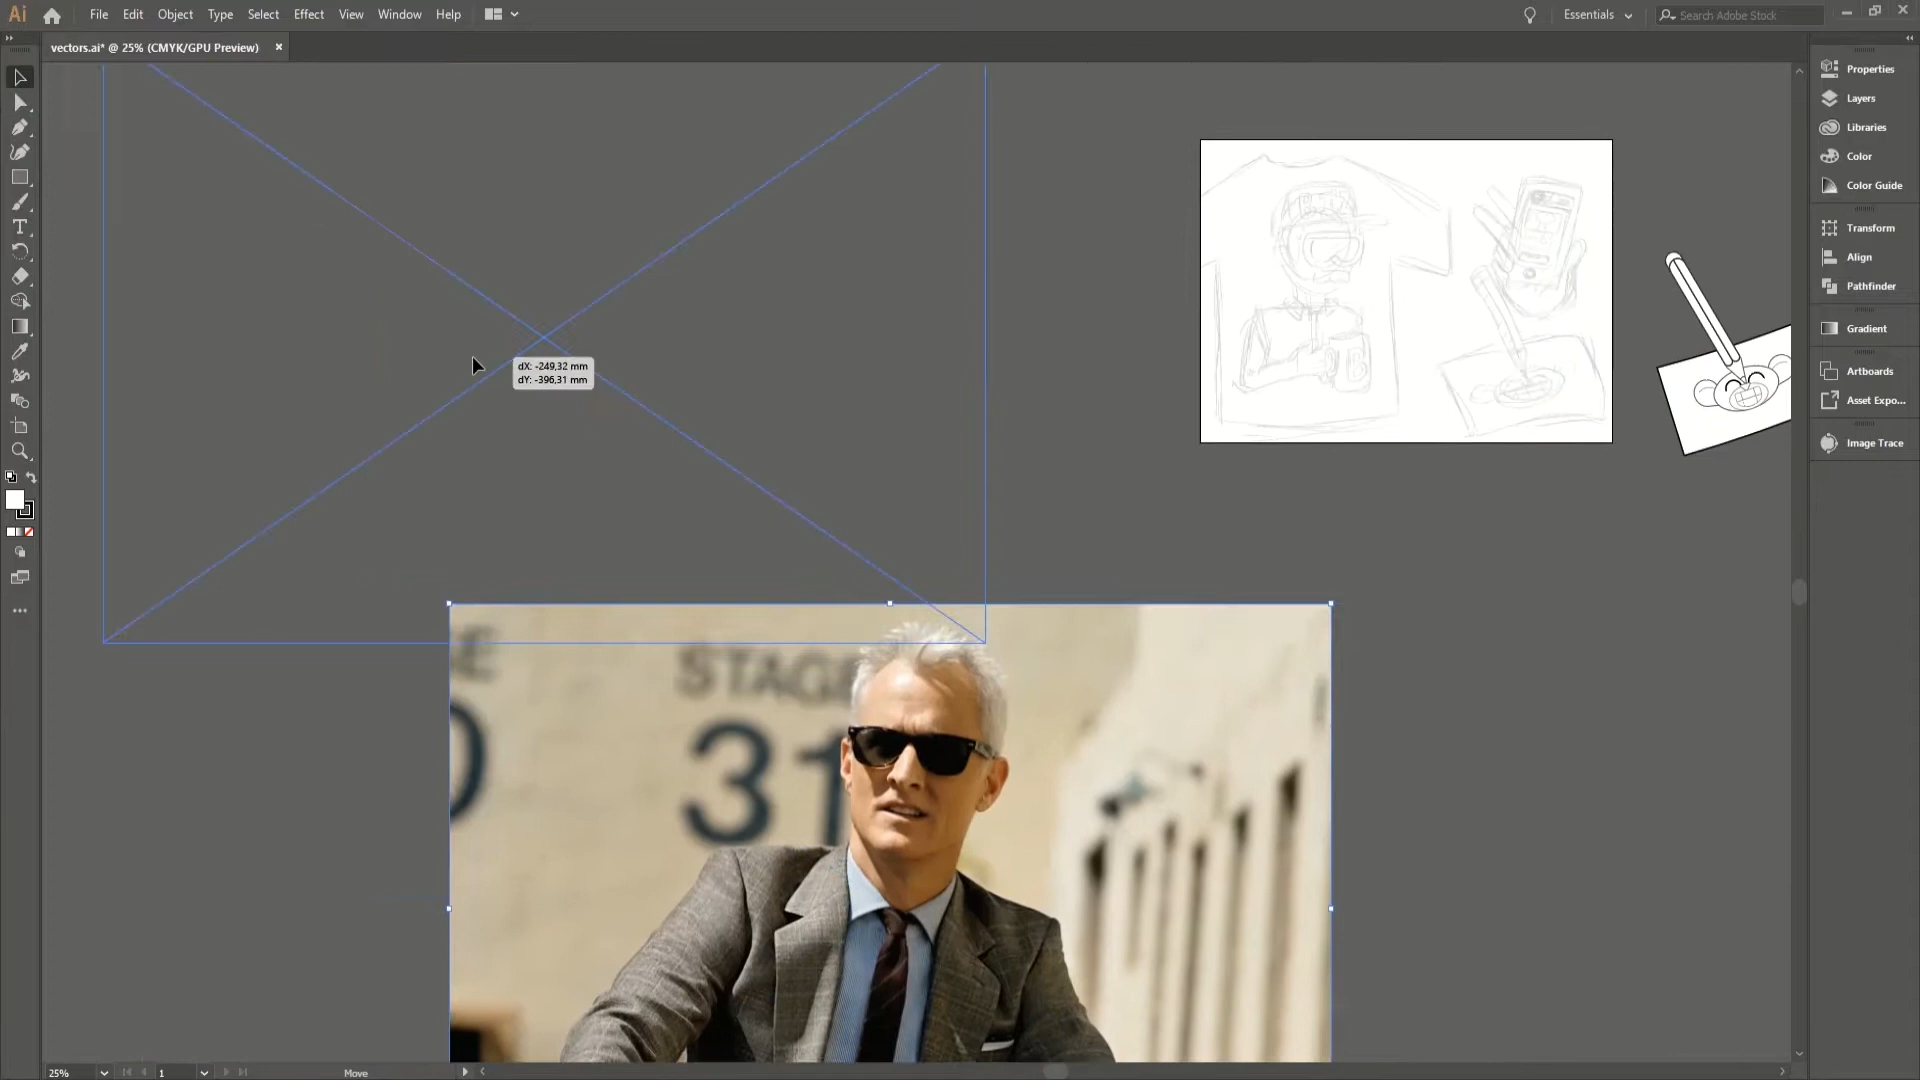 Ai File Edit Object Type Select Effect View Window Help Essentials Search Adobe Stock
vectors.ai* @ 25% (CMYK/GPU Preview) ×
Properties
Layers
Libraries
Color
Color Guide
Transform
Align
Pathfinder
Gradient
Artboards
Asset Expo...
Image Trace
dX: -249,32 mm
dY: -396,31 mm
STAGE
31
25% 1 Move